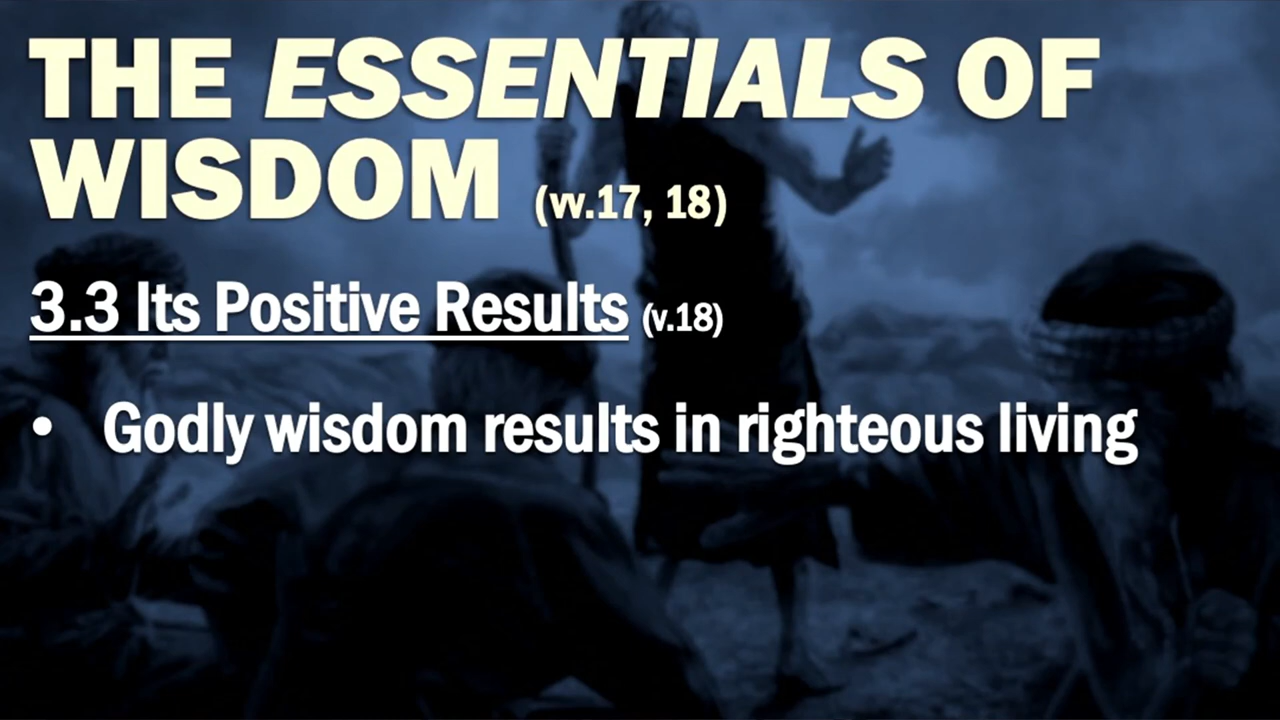 THE ESSENTIALS OF
WISDOM (vv.17, 18)
3.3 Its Positive Results (v.18)
• Godly wisdom results in righteous living